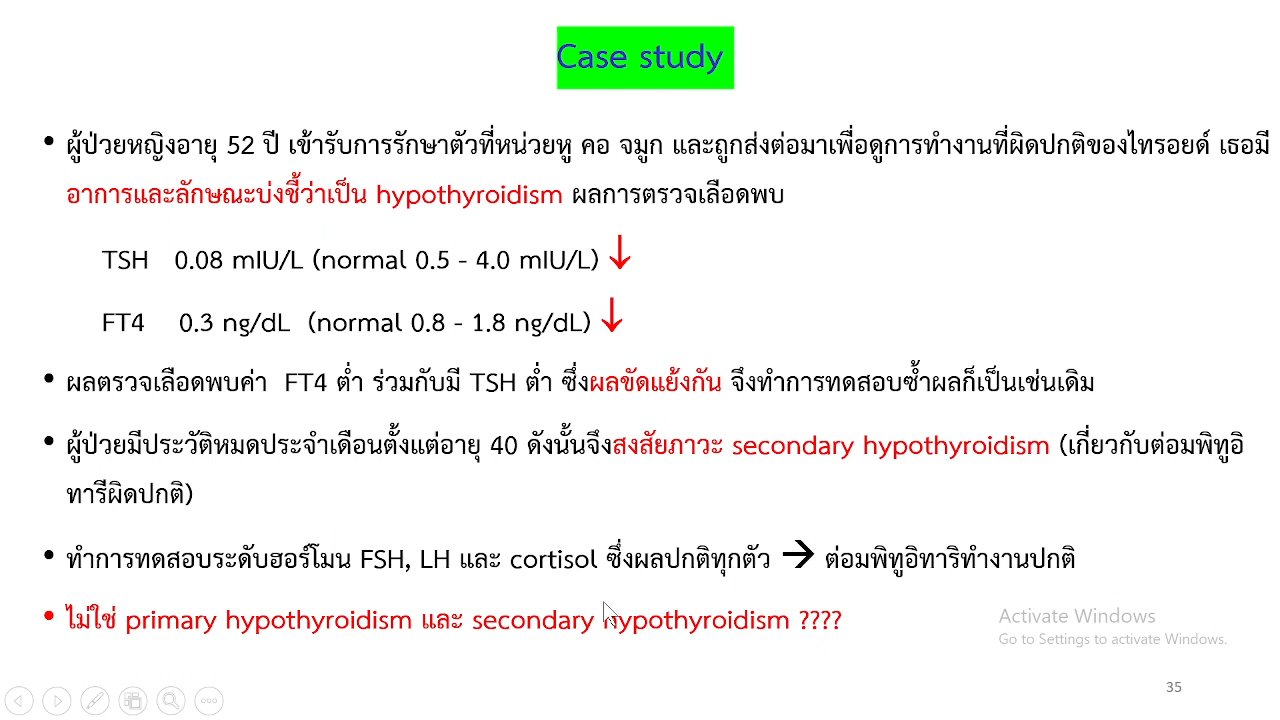 Case study
• ผู้ป่วยหญิงอายุ 52 ปี เข้ารับการรักษาตัวที่หน่วยหู คอ จมูก และถูกส่งต่อมาเพื่อดูการทำงานที่ผิดปกติของไทรอยด์ เธอมี
อาการและลักษณะบ่งชี้ว่าเป็น hypothyroidism ผลการตรวจเลือดพบ
TSH 0.08 mIU/L (normal 0.5 - 4.0 mIU/L) ↓
FT4 0.3 ng/dL (normal 0.8 - 1.8 ng/dL) ↓
• ผลตรวจเลือดพบค่า FT4 ต่ำ ร่วมกับมี TSH ต่ำ ซึ่งผลขัดแย้งกัน จึงทำการทดสอบซ้ำผลก็เป็นเช่นเดิม
• ผู้ป่วยมีประวัติหมดประจำเดือนตั้งแต่อายุ 40 ดังนั้นจึงสงสัยภาวะ secondary hypothyroidism (เกี่ยวกับต่อมพิทูอิ
ทารีผิดปกติ)
• ทำการทดสอบระดับฮอร์โมน FSH, LH และ cortisol ซึ่งผลปกติทุกตัว → ต่อมพิทูอิทาริทำงานปกติ
• ไม่ใช่ primary hypothyroidism และ secondary hypothyroidism ????
Activate Windows
Go to Settings to activate Windows.
35